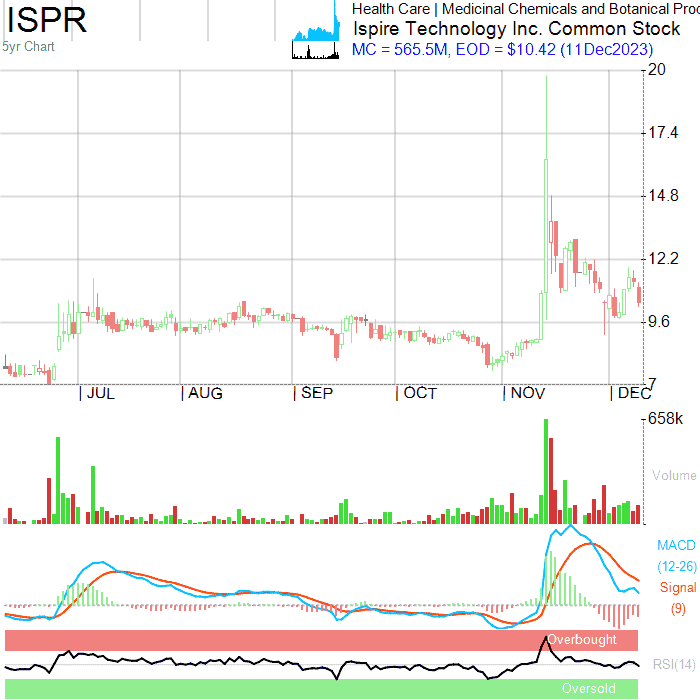 ISPR
5yr Chart
Health Care | Medicinal Chemicals and Botanical Pro
Ispire Technology Inc. Common Stock
MC = 565.5M, EOD = $10.42 (11Dec2023)
20
17.4
14.8
12.2
9.6
7
| JUL | AUG | SEP | OCT | NOV | DEC
658k
Volume
MACD
(12-26)
Signal
(9)
Overbought
RSI(14)
Oversold